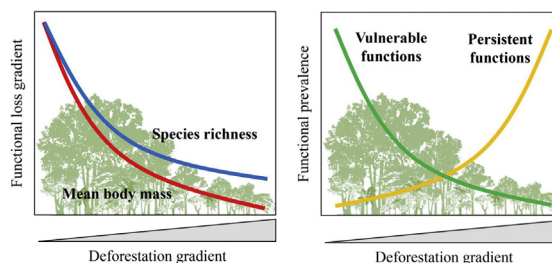 Functional loss gradient
Species richness
Mean body mass
Deforestation gradient
Functional prevalence
Vulnerable
functions
Persistent
functions
Deforestation gradient